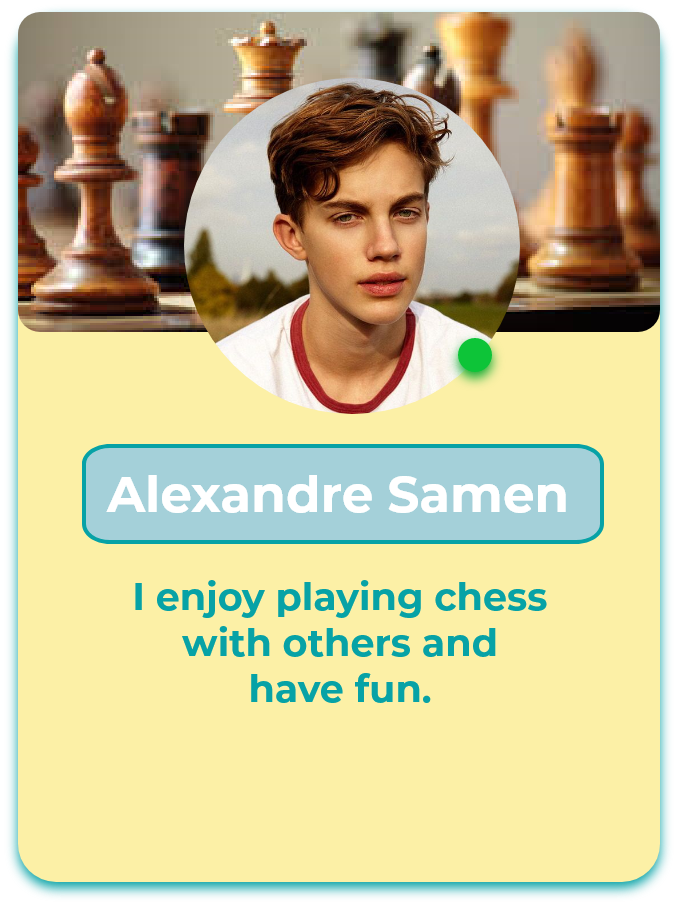 Alexandre Samen
I enjoy playing chess
with others and
have fun.